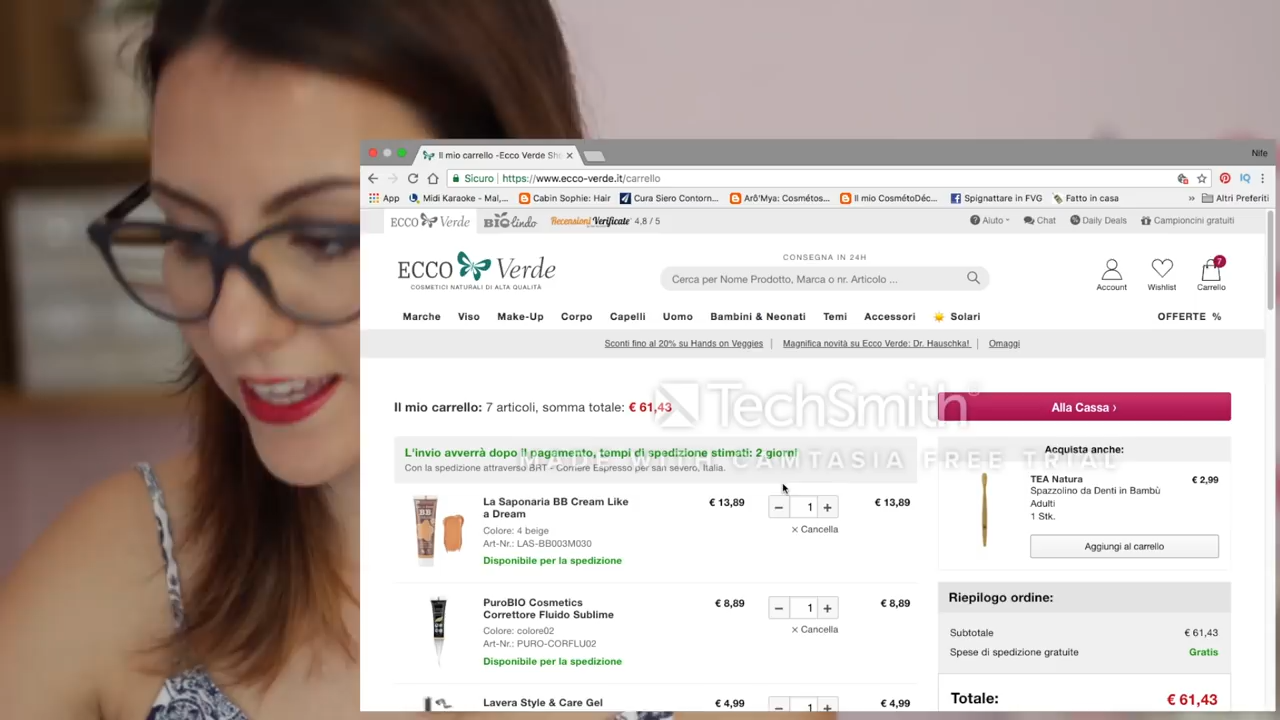 Il mio carrello -Ecco Verde Sho
Nife
Sicuro https://www.ecco-verde.it/carrello
App Midi Karaoke - Mal,... Cabin Sophie: Hair Cura Siero Contorn... Arô'Mya: Cosmétos... Il mio CosmétoDéc... Spignattare in FVG Fatto in casa » Altri Preferiti
ECCO Verde BIOlindo Recensioni Verificate 4,8 / 5 Aiuto Chat Daily Deals Campioncini gratuiti
CONSEGNA IN 24H
ECCO Verde
COSMETICI NATURALI DI ALTA QUALITÀ
Cerca per Nome Prodotto, Marca o nr. Articolo ...
7
Account Wishlist Carrello
Marche Viso Make-Up Corpo Capelli Uomo Bambini & Neonati Temi Accessori Solari OFFERTE %
Sconti fino al 20% su Hands on Veggies | Magnifica novità su Ecco Verde: Dr. Hauschka! | Omaggi
TechSmith
MADE WITH CAMTASIA FREE TRIAL
Il mio carrello: 7 articoli, somma totale: € 61,43
Alla Cassa ›
L'invio avverrà dopo il pagamento, tempi di spedizione stimati: 2 giorni
Con la spedizione attraverso BRT - Corriere Espresso per san severo, Italia.
La Saponaria BB Cream Like
a Dream
€ 13,89 − 1 + € 13,89
Colore: 4 beige
× Cancella
Art-Nr.: LAS-BB003M030
Disponibile per la spedizione
PuroBIO Cosmetics
Correttore Fluido Sublime
€ 8,89 − 1 + € 8,89
Colore: colore02
× Cancella
Art-Nr.: PURO-CORFLU02
Disponibile per la spedizione
Lavera Style & Care Gel
€ 4,99 − 1 + € 4,99
Acquista anche:
TEA Natura € 2,99
Spazzolino da Denti in Bambù
Adulti
1 Stk.
Aggiungi al carrello
Riepilogo ordine:
Subtotale € 61,43
Spese di spedizione gratuite Gratis
Totale: € 61,43